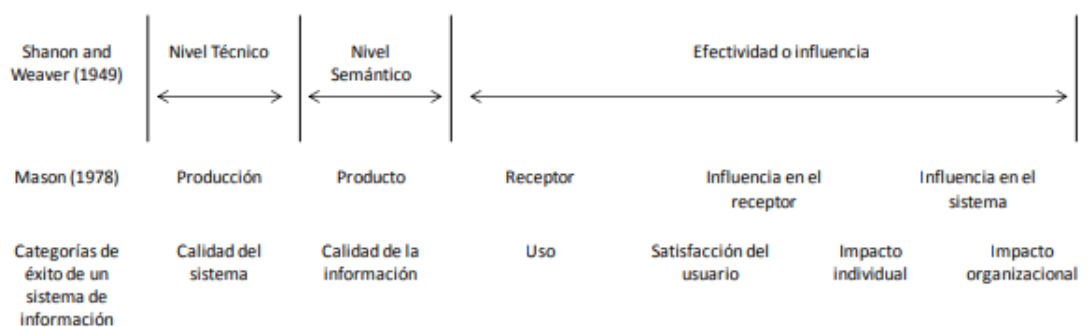 Shanon and
Weaver (1949)
Nivel Técnico
Nivel
Semántico
Efectividad o influencia
Mason (1978)
Producción
Producto
Receptor
Influencia en el
receptor
Influencia en el
sistema
Categorías de
éxito de un
sistema de
información
Calidad del
sistema
Calidad de la
información
Uso
Satisfacción del
usuario
Impacto
individual
Impacto
organizacional